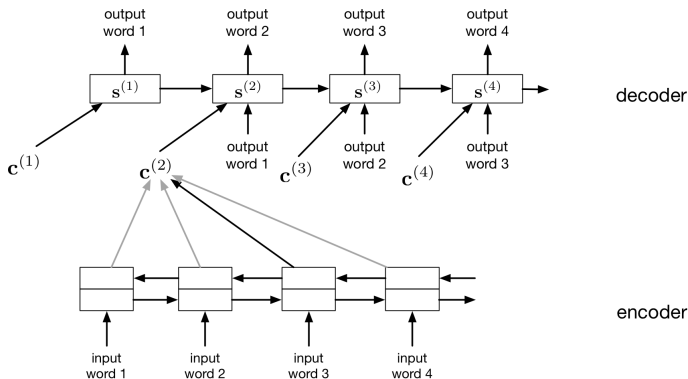 output
word 1
output
word 2
output
word 3
output
word 4
s(1)
s(2)
s(3)
s(4)
decoder
c(1)
c(2)
output
word 1
c(3)
output
word 2
c(4)
output
word 3
encoder
input
word 1
input
word 2
input
word 3
input
word 4